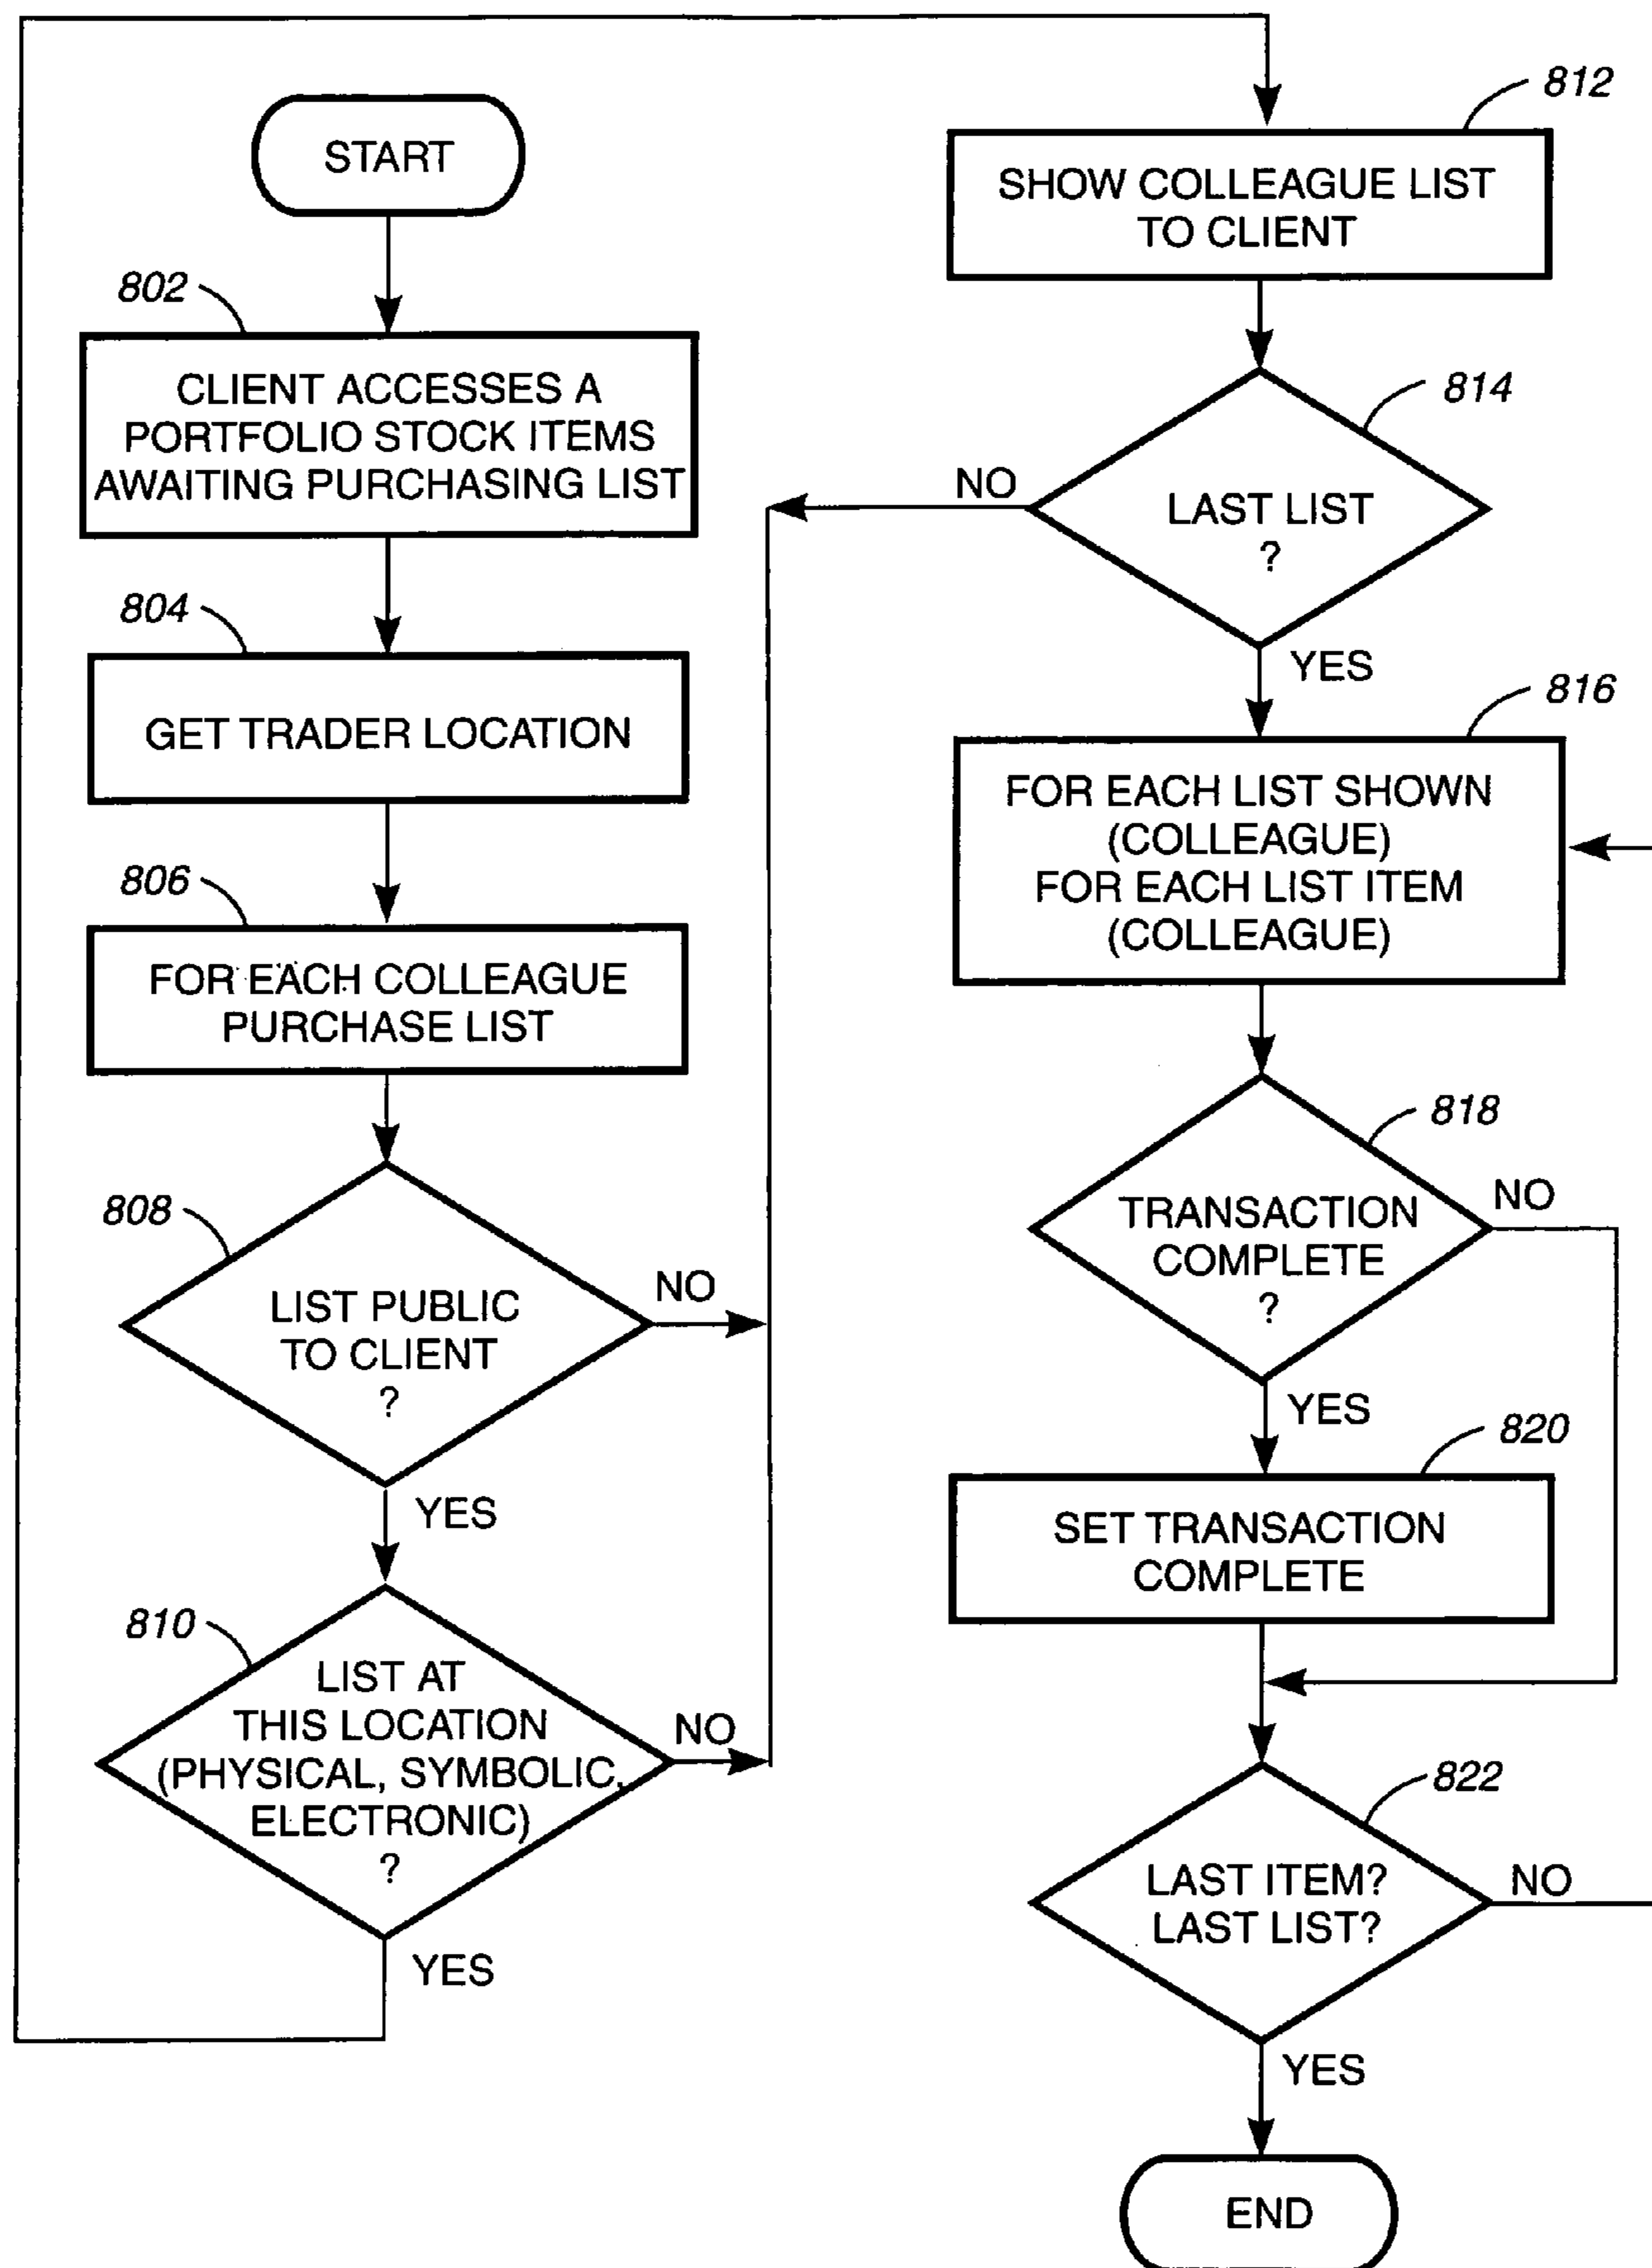 START
802
CLIENT ACCESSES A
PORTFOLIO STOCK ITEMS
AWAITING PURCHASING LIST
804
GET TRADER LOCATION
806
FOR EACH COLLEAGUE
PURCHASE LIST
808
LIST PUBLIC
TO CLIENT
?
NO
YES
810
LIST AT
THIS LOCATION
(PHYSICAL, SYMBOLIC,
ELECTRONIC)
?
NO
YES
812
SHOW COLLEAGUE LIST
TO CLIENT
814
LAST LIST
?
NO
YES
816
FOR EACH LIST SHOWN
(COLLEAGUE)
FOR EACH LIST ITEM
(COLLEAGUE)
818
TRANSACTION
COMPLETE
?
NO
YES
820
SET TRANSACTION
COMPLETE
822
LAST ITEM?
LAST LIST?
NO
YES
END